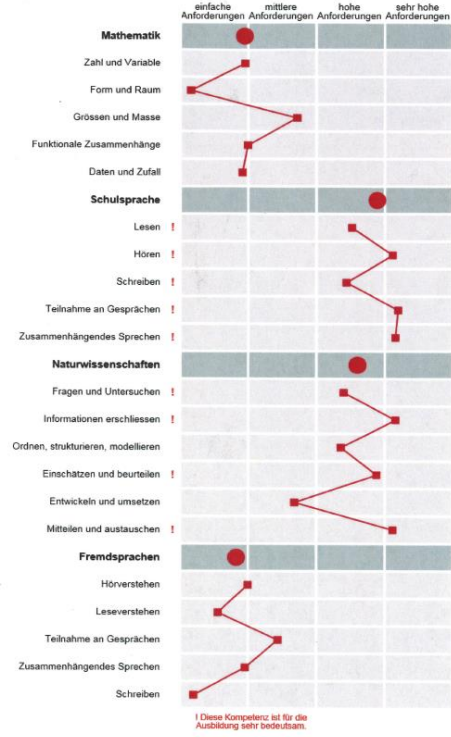 einfache Anforderungen
mittlere Anforderungen
hohe Anforderungen
sehr hohe Anforderungen
Mathematik
Zahl und Variable
Form und Raum
Grössen und Masse
Funktionale Zusammenhänge
Daten und Zufall
Schulsprache
Lesen !
Hören !
Schreiben !
Teilnahme an Gesprächen !
Zusammenhängendes Sprechen !
Naturwissenschaften
Fragen und Untersuchen !
Informationen erschliessen !
Ordnen, strukturieren, modellieren
Einschätzen und beurteilen !
Entwickeln und umsetzen
Mitteilen und austauschen !
Fremdsprachen
Hörverstehen
Leseverstehen
Teilnahme an Gesprächen
Zusammenhängendes Sprechen
Schreiben
! Diese Kompetenz ist für die
Ausbildung sehr bedeutsam.